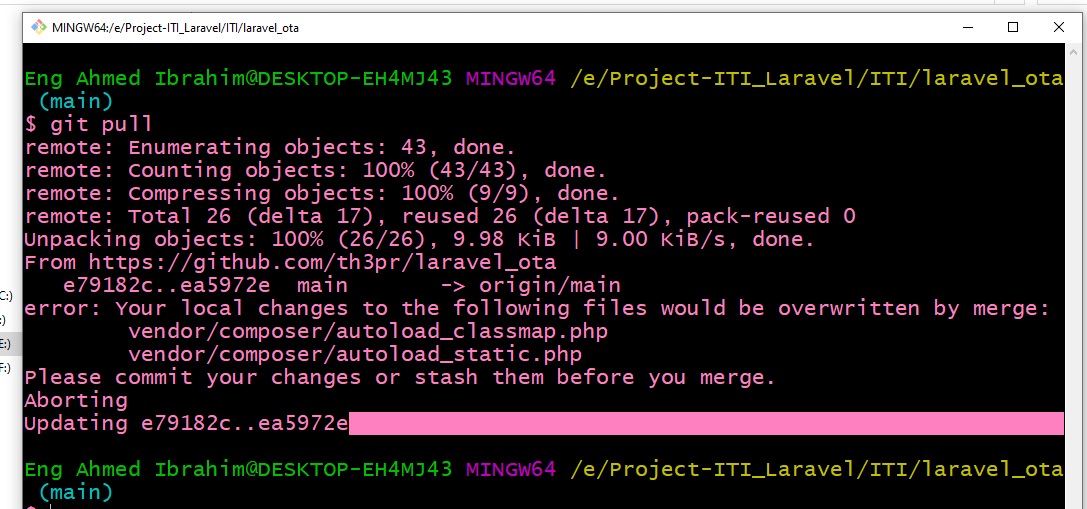 MINGW64:/e/Project-ITI_Laravel/ITI/laravel_ota
Eng Ahmed Ibrahim@DESKTOP-EH4MJ43 MINGW64 /e/Project-ITI_Laravel/ITI/laravel_ota
(main)
$ git pull
remote: Enumerating objects: 43, done.
remote: Counting objects: 100% (43/43), done.
remote: Compressing objects: 100% (9/9), done.
remote: Total 26 (delta 17), reused 26 (delta 17), pack-reused 0
Unpacking objects: 100% (26/26), 9.98 KiB | 9.00 KiB/s, done.
From https://github.com/th3pr/laravel_ota
e79182c..ea5972e  main       -> origin/main
error: Your local changes to the following files would be overwritten by merge:
vendor/composer/autoload_classmap.php
vendor/composer/autoload_static.php
Please commit your changes or stash them before you merge.
Aborting
Updating e79182c..ea5972e
Eng Ahmed Ibrahim@DESKTOP-EH4MJ43 MINGW64 /e/Project-ITI_Laravel/ITI/laravel_ota
(main)
C:)
:)
E:)
F:)